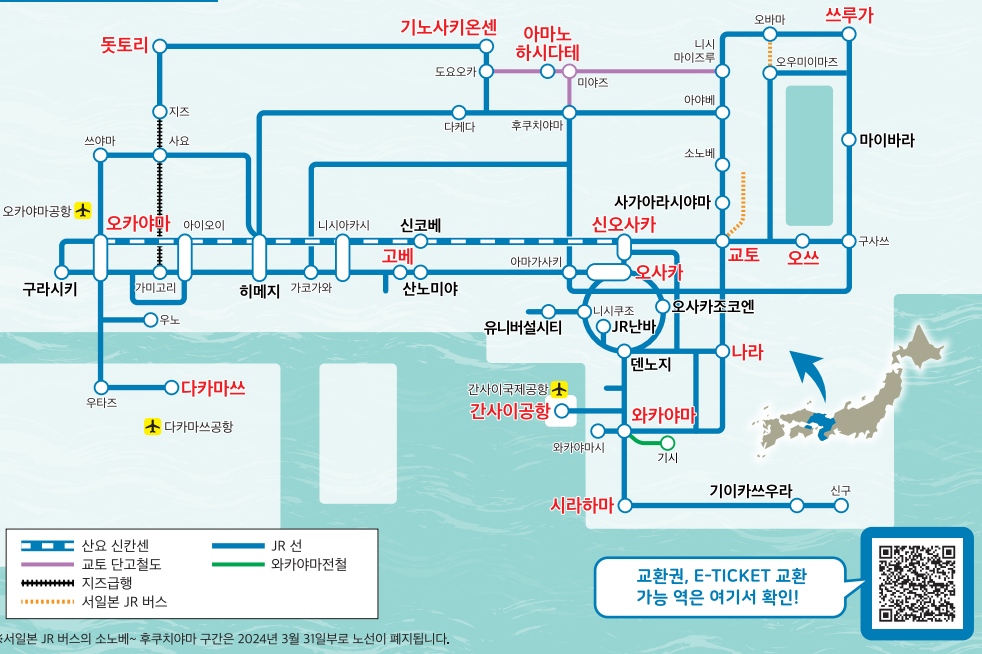 오바마
쓰루가
기노사키온센
아마노
하시다테
돗토리
니시
마이즈루
도요오카
오우미이마즈
미야즈
아야베
지즈
다케다
후쿠치야마
쓰야마
사요
마이바라
소노베
사가아라시야마
오카야마공항
오카야마
아이오이
니시아카시
신코베
신오사카
고베
아마가사키
교토
오쓰
구사쓰
오사카
구라시키
가미고리
히메지
가코가와
산노미야
오사카조코엔
우노
유니버설시티
니시쿠조
JR난바
덴노지
나라
다카마쓰
우타즈
간사이국제공항
간사이공항
와카야마
다카마쓰공항
와카야마시
기시
시라하마
기이카쓰우라
신구
산요 신칸센
JR 선
교토 단고철도
와카야마전철
지즈급행
서일본 JR 버스
교환권, E-TICKET 교환
가능 역은 여기서 확인!
※서일본 JR 버스의 소노베~ 후쿠치야마 구간은 2024년 3월 31일부로 노선이 폐지됩니다.